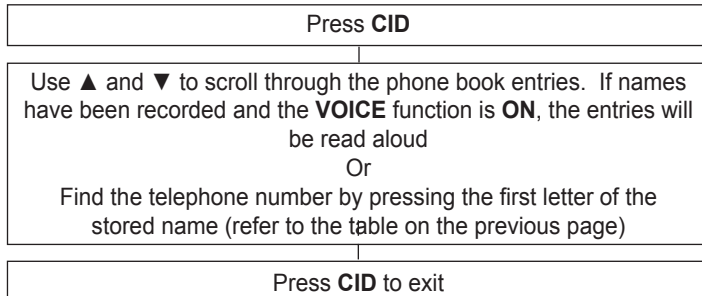 Press CID
Use ▲ and ▼ to scroll through the phone book entries.  If names
have been recorded and the VOICE function is ON, the entries will
be read aloud
Or
Find the telephone number by pressing the first letter of the
stored name (refer to the table on the previous page)
Press CID to exit